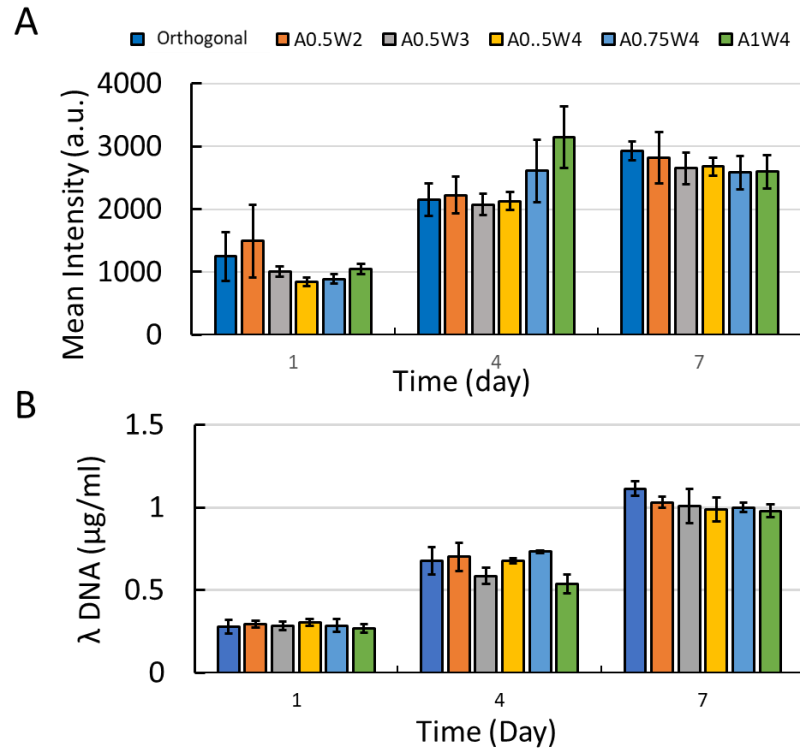 A
Orthogonal A0.5W2 A0.5W3 A0..5W4 A0.75W4 A1W4
Mean Intensity (a.u.)
4000
3000
2000
1000
0
1 4 7
Time (day)
B
λ DNA (µg/ml)
1.5
1
0.5
0
1 4 7
Time (Day)